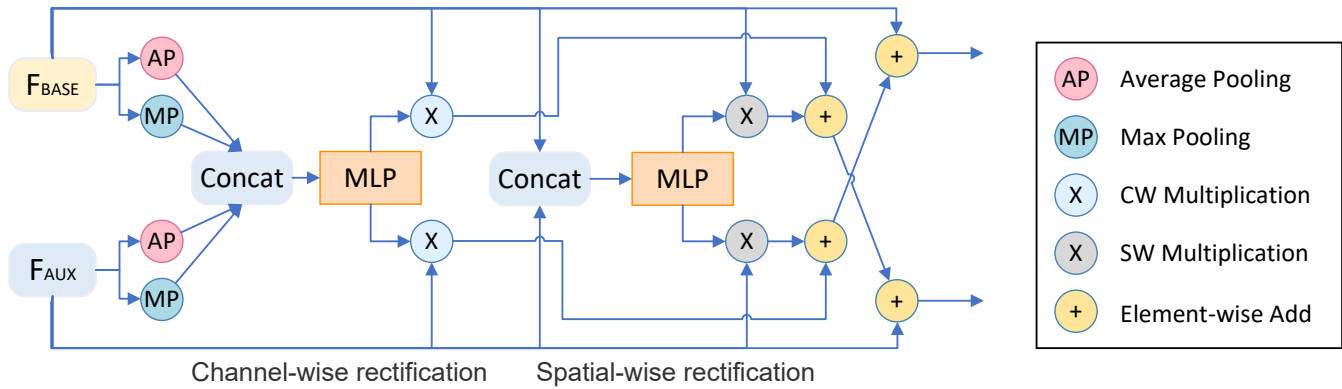 FBASE
AP
MP
Concat
MLP
X
X
FAUX
AP
MP
Concat
MLP
X
X
+
+
+
+
Channel-wise rectification
Spatial-wise rectification
AP Average Pooling
MP Max Pooling
X CW Multiplication
X SW Multiplication
+ Element-wise Add